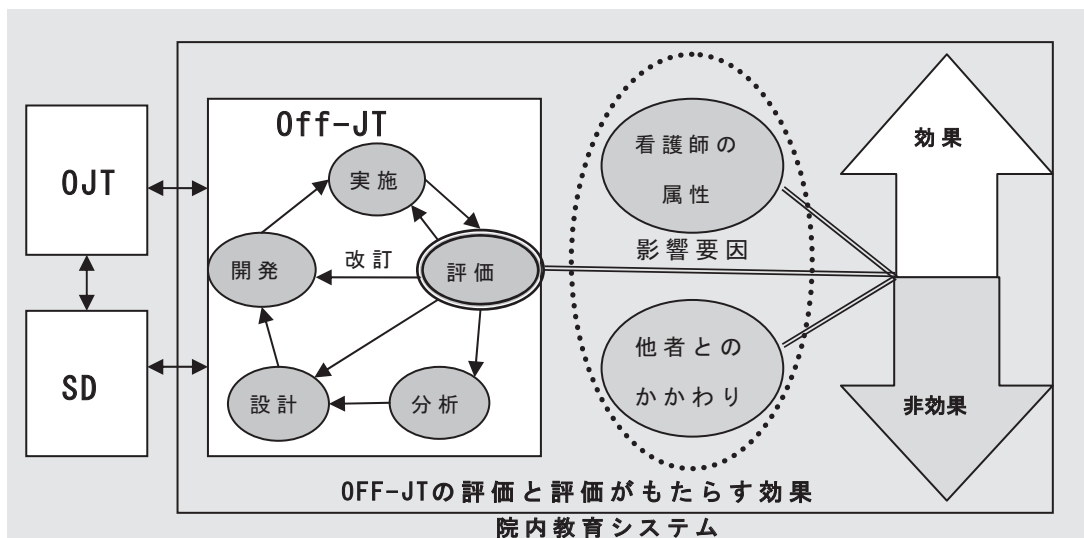 Off-JT
OJT
SD
実施
開発
改訂
評価
設計
分析
看護師の
属性
影響要因
他者との
かかわり
効果
非効果
OFF-JTの評価と評価がもたらす効果
院内教育システム